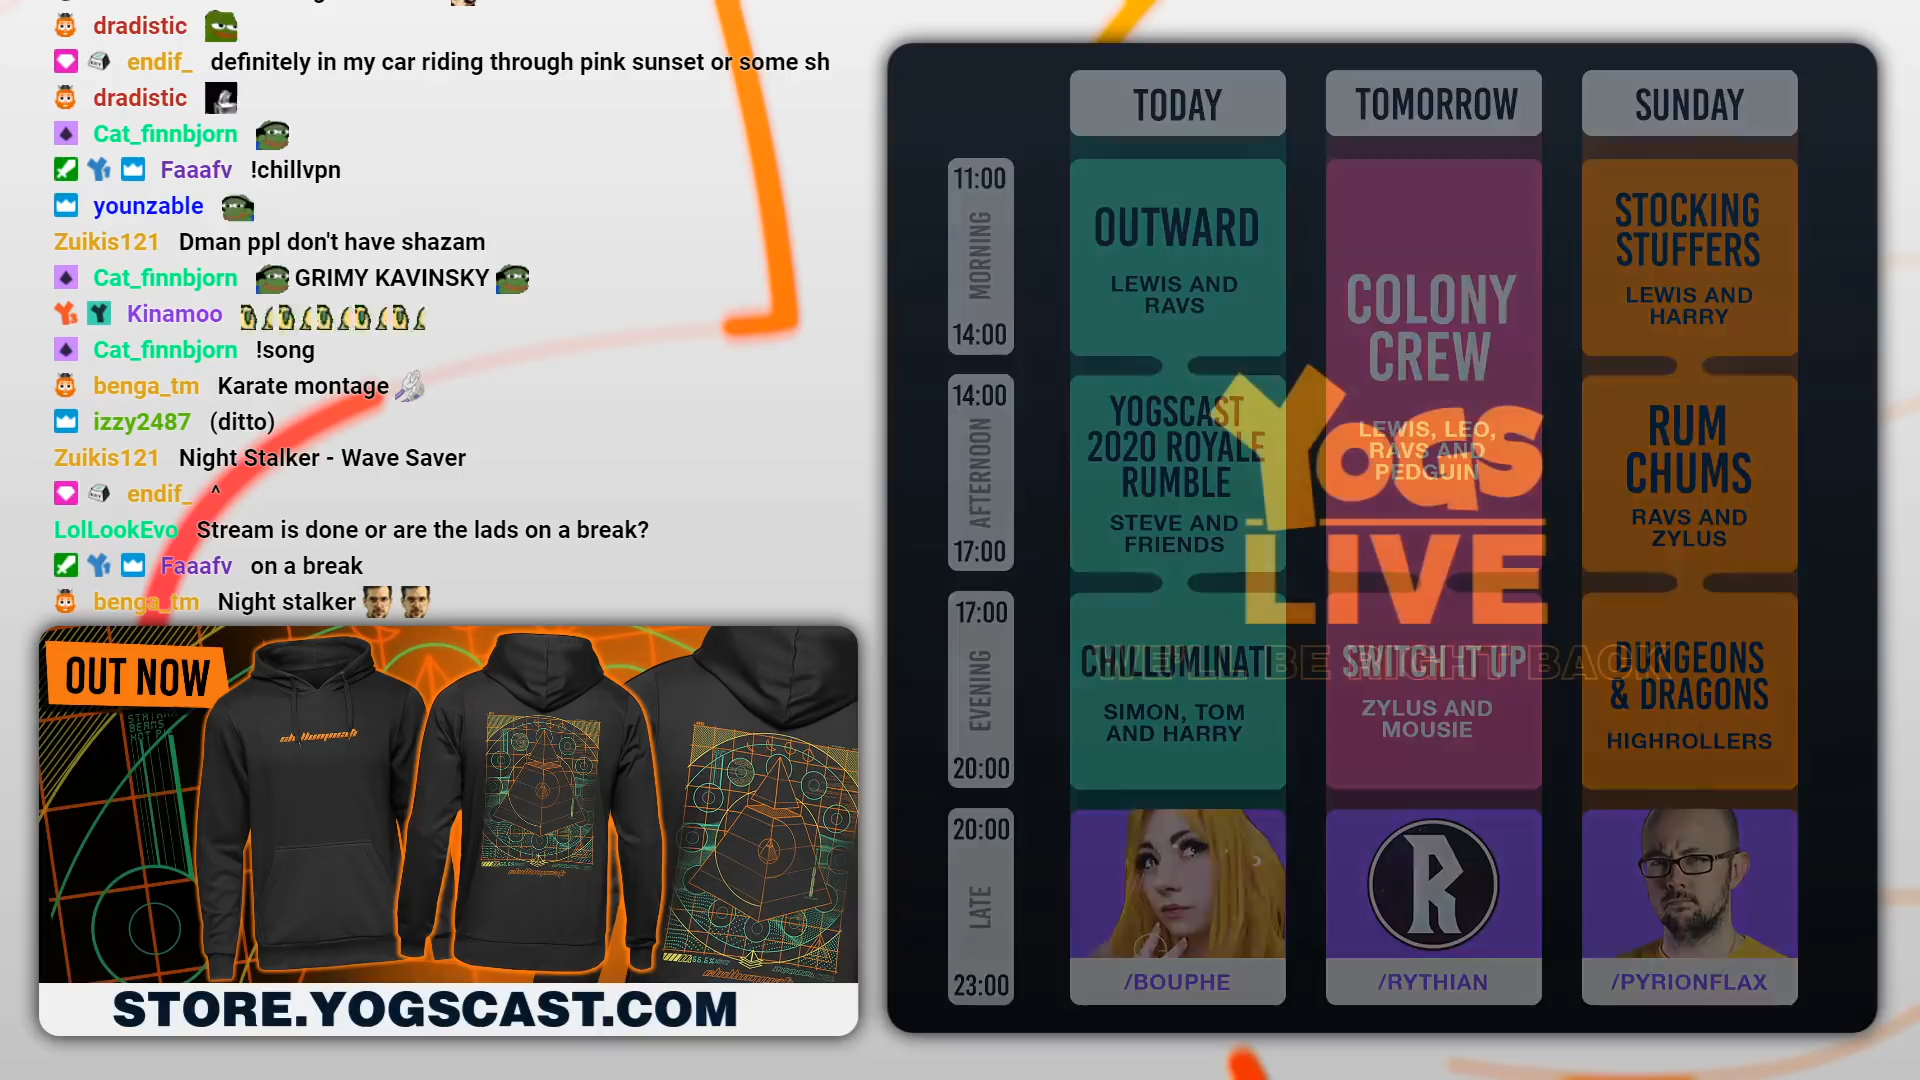 dradistic
endif_ definitely in my car riding through pink sunset or some sh
dradistic
Cat_finnbjorn
Faaafv !chillvpn
younzable
Zuikis121 Dman ppl don't have shazam
Cat_finnbjorn GRIMY KAVINSKY
Kinamoo
Cat_finnbjorn !song
benga_tm Karate montage
izzy2487 (ditto)
Zuikis121 Night Stalker - Wave Saver
endif_ ^
LolLookEvo Stream is done or are the lads on a break?
Faaafv on a break
benga_tm Night stalker
OUT NOW
chilluminati
STORE.YOGSCAST.COM
TODAY
TOMORROW
SUNDAY
11:00
MORNING
14:00
OUTWARD
LEWIS AND
RAVS
COLONY
CREW
LEWIS, LEO,
RAVS AND
PEDGUIN
STOCKING
STUFFERS
LEWIS AND
HARRY
14:00
AFTERNOON
17:00
YOGSCAST
2020 ROYALE
RUMBLE
STEVE AND
FRIENDS
RUM
CHUMS
RAVS AND
ZYLUS
YOGS
LIVE
WE'LL BE RIGHT BACK
17:00
EVENING
20:00
CHILLUMINATI
SIMON, TOM
AND HARRY
SWITCH IT UP
ZYLUS AND
MOUSIE
DUNGEONS
& DRAGONS
HIGHROLLERS
20:00
LATE
23:00
/BOUPHE
R
/RYTHIAN
/PYRIONFLAX